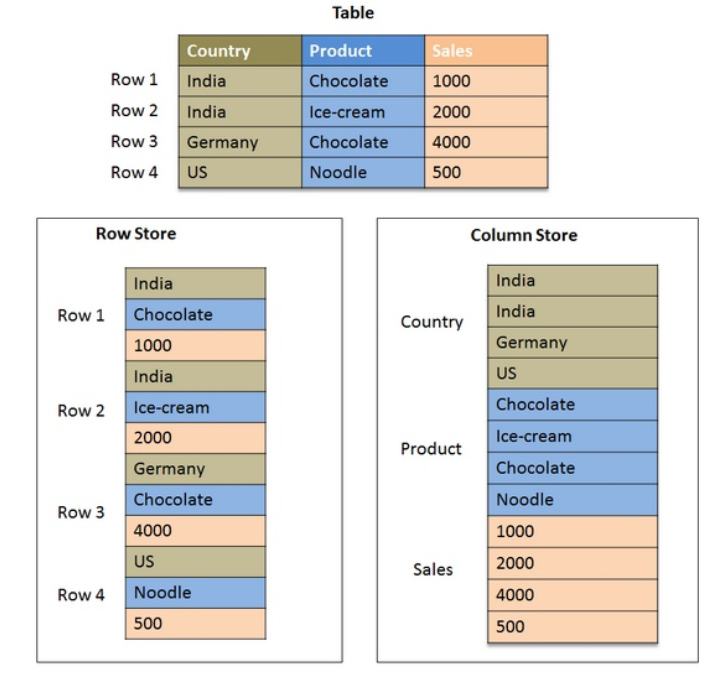 Table
Country Product Sales
Row 1 India Chocolate 1000
Row 2 India Ice-cream 2000
Row 3 Germany Chocolate 4000
Row 4 US Noodle 500
Row Store
India
Row 1 Chocolate
1000
India
Row 2 Ice-cream
2000
Germany
Row 3 Chocolate
4000
US
Row 4 Noodle
500
Column Store
Country
India
India
Germany
US
Product
Chocolate
Ice-cream
Chocolate
Noodle
Sales
1000
2000
4000
500